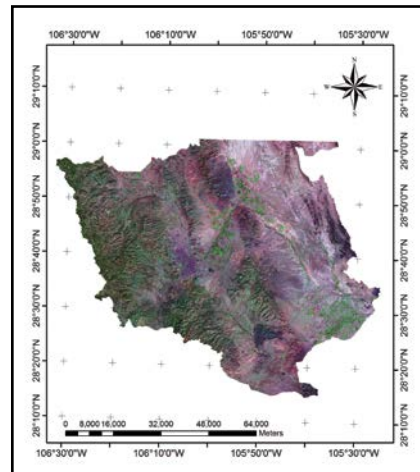 106°30'0"W 106°10'0"W 105°50'0"W 105°30'0"W
N
W E
S
29°10'0"N 29°10'0"N
29°0'0"N 29°0'0"N
28°50'0"N 28°50'0"N
28°40'0"N 28°40'0"N
28°30'0"N 28°30'0"N
28°20'0"N 28°20'0"N
28°10'0"N 28°10'0"N
0 8,000 16,000 32,000 48,000 64,000
Meters
106°30'0"W 106°10'0"W 105°50'0"W 105°30'0"W